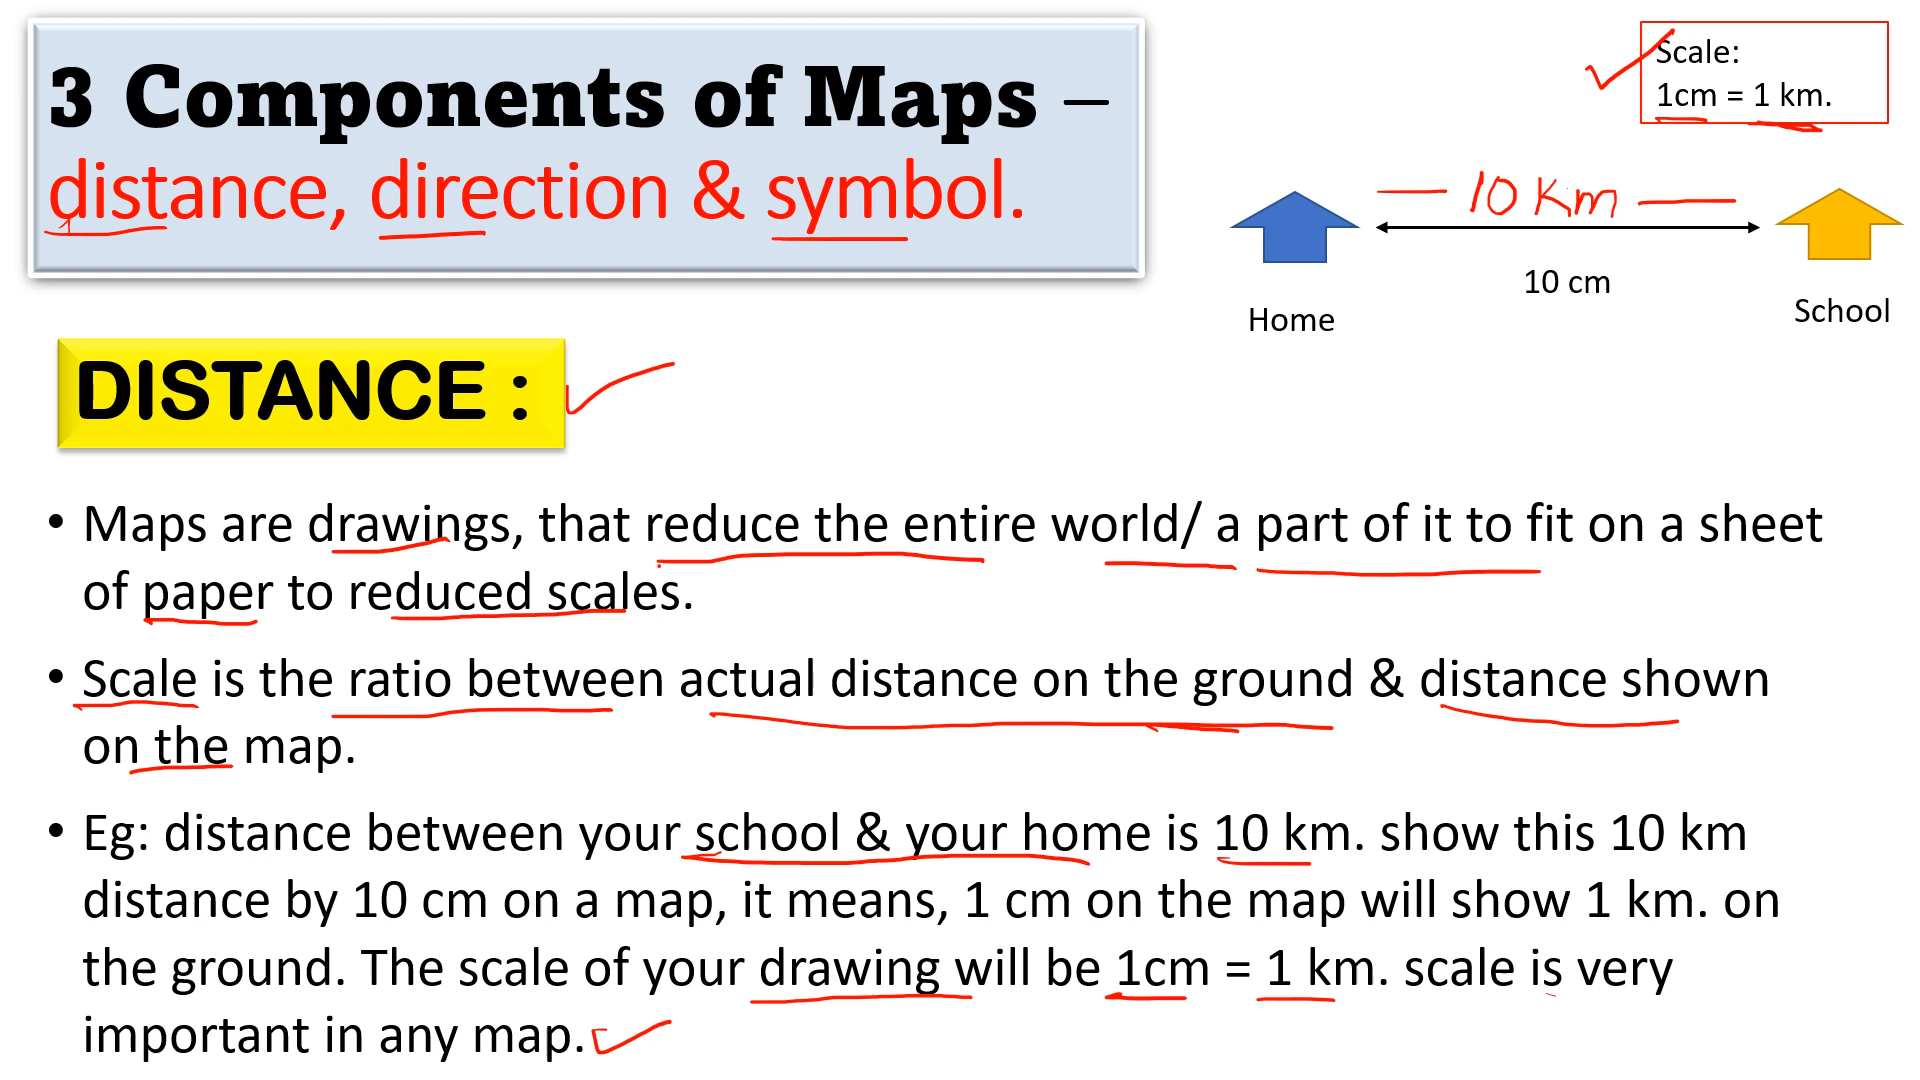 3 Components of Maps –
distance, direction & symbol.
Scale:
1cm = 1 km.
10 Km
10 cm
Home
School
DISTANCE :
• Maps are drawings, that reduce the entire world/ a part of it to fit on a sheet
of paper to reduced scales.
• Scale is the ratio between actual distance on the ground & distance shown
on the map.
• Eg: distance between your school & your home is 10 km. show this 10 km
distance by 10 cm on a map, it means, 1 cm on the map will show 1 km. on
the ground. The scale of your drawing will be 1cm = 1 km. scale is very
important in any map.